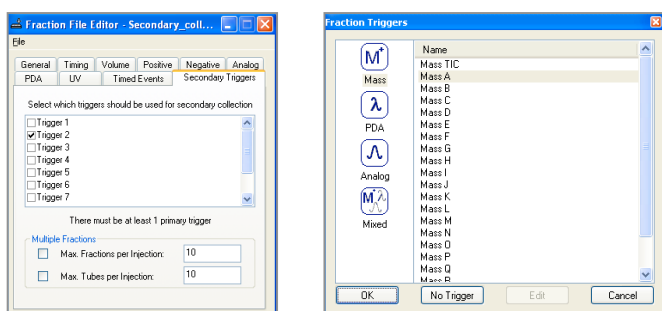 Fraction File Editor - Secondary_coll...
File
General Timing Volume Positive Negative Analog
PDA UV Timed Events Secondary Triggers
Select which triggers should be used for secondary collection
Trigger 1
Trigger 2
Trigger 3
Trigger 4
Trigger 5
Trigger 6
Trigger 7
There must be at least 1 primary trigger
Multiple Fractions
Max. Fractions per Injection: 10
Max. Tubes per Injection: 10
Fraction Triggers
M+
Mass
λ
PDA
Analog
M+ λ
Mixed
Name
Mass TIC
Mass A
Mass B
Mass C
Mass D
Mass E
Mass F
Mass G
Mass H
Mass I
Mass J
Mass K
Mass L
Mass M
Mass N
Mass O
Mass P
Mass Q
Mass R
OK No Trigger Edit Cancel